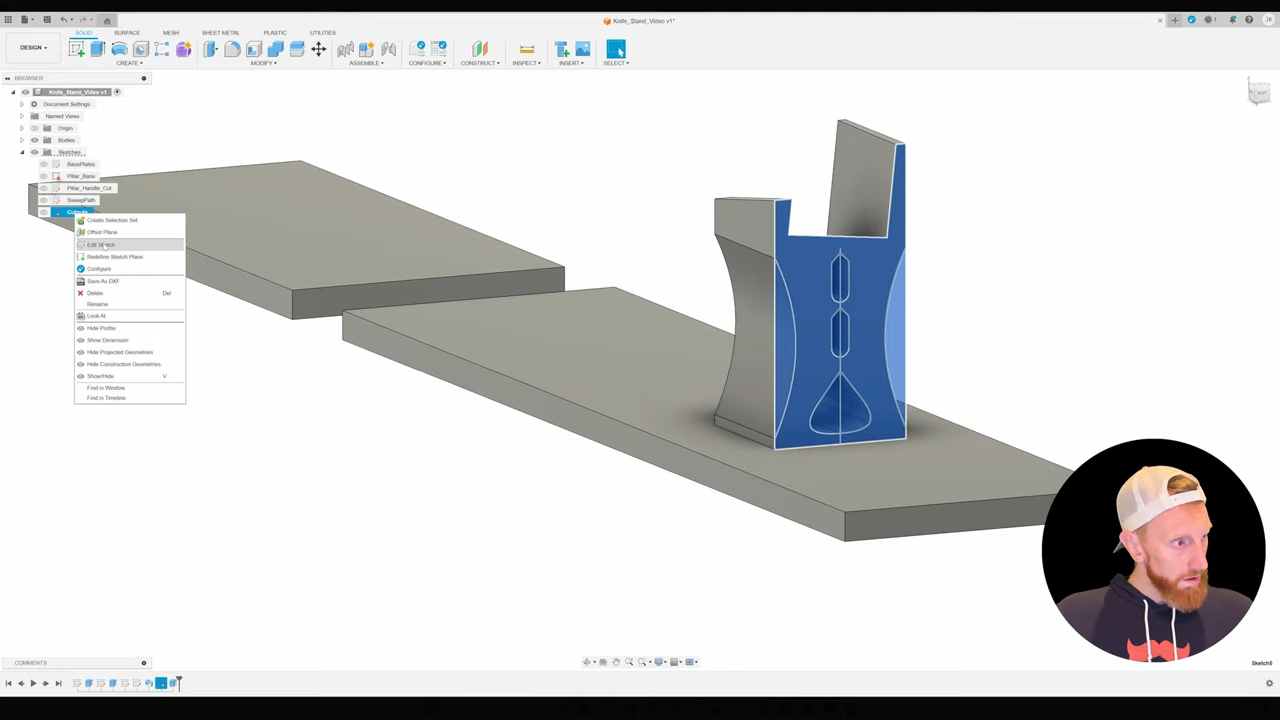 Knife_Stand_Video v1*
JK
DESIGN
SOLID
SURFACE
MESH
SHEET METAL
PLASTIC
UTILITIES
CREATE
MODIFY
ASSEMBLE
CONFIGURE
CONSTRUCT
INSPECT
INSERT
SELECT
BROWSER
Knife_Stand_Video v1
Document Settings
Named Views
Origin
Bodies
Sketches
BasePlates
Pillar_Base
Pillar_Handle_Cut
SweepPath
Create Selection Set
Offset Plane
Edit Sketch
Redefine Sketch Plane
Configure
Save As DXF
Delete Del
Rename
Look At
Hide Profile
Show Dimension
Hide Projected Geometries
Hide Construction Geometries
Show/Hide V
Find in Window
Find in Timeline
COMMENTS
Sketch5